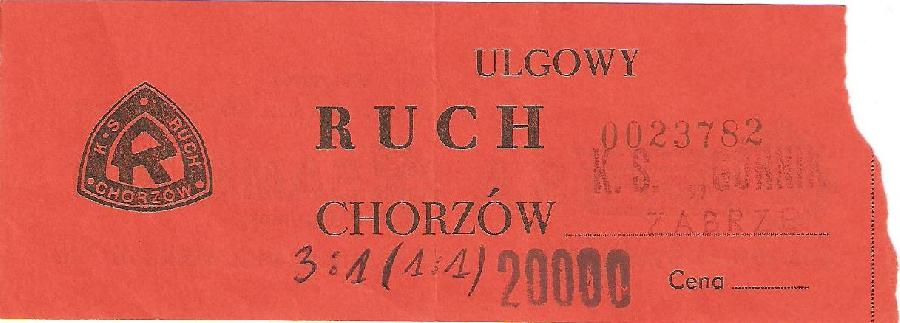 ULGOWY
K·S RUCH
R
CHORZÓW
RUCH
0023782
K. S. „GÓRNIK
CHORZÓW
ZABRZE
3:1 (1:1)
20000
Cena